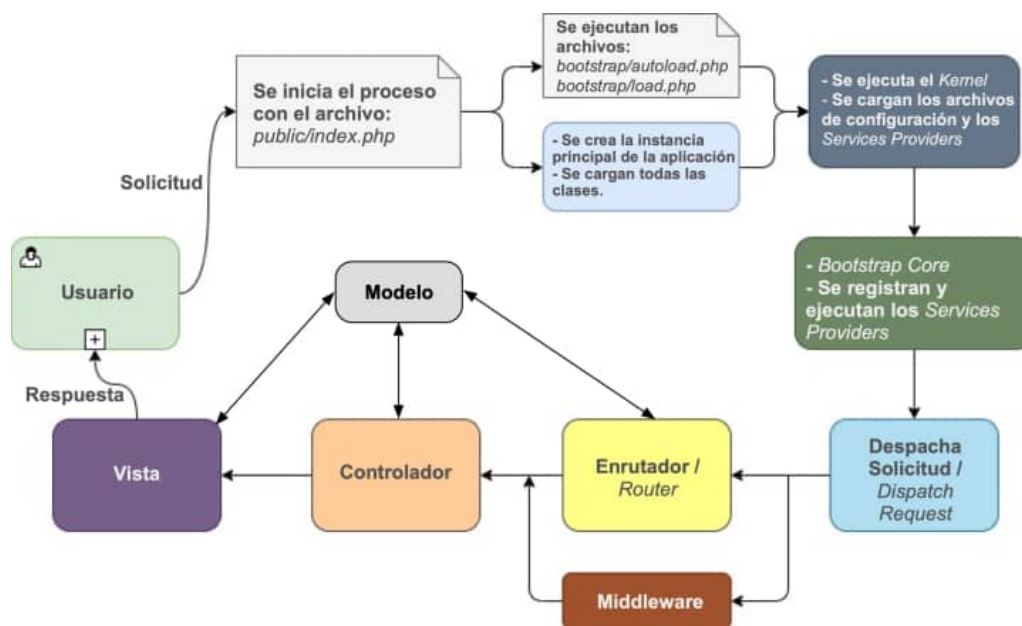 Se inicia el proceso
con el archivo:
public/index.php
Se ejecutan los
archivos:
bootstrap/autoload.php
bootstrap/load.php
- Se crea la instancia
principal de la aplicación
- Se cargan todas las
clases.
- Se ejecuta el Kernel
- Se cargan los archivos
de configuración y los
Services Providers
Solicitud
Usuario
+
Respuesta
Modelo
- Bootstrap Core
- Se registran y
ejecutan los Services
Providers
Vista
Controlador
Enrutador /
Router
Despacha
Solicitud /
Dispatch
Request
Middleware